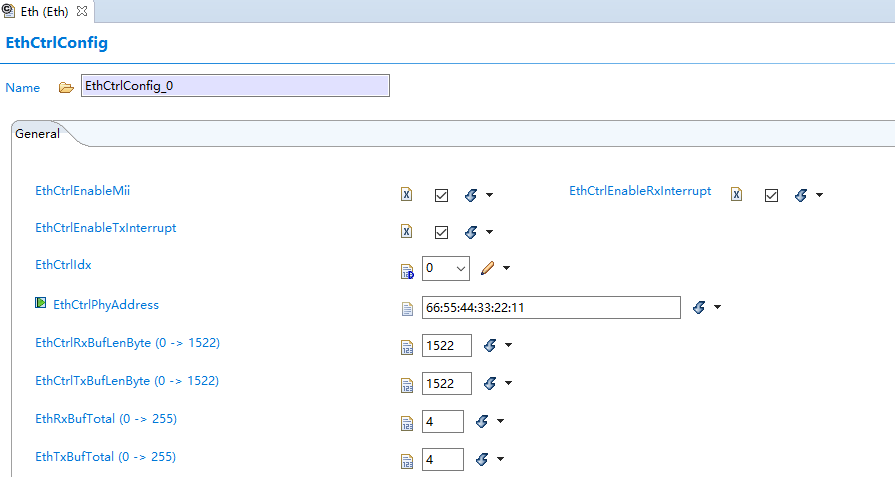 Eth (Eth)
EthCtrlConfig
Name EthCtrlConfig_0
General
EthCtrlEnableMii EthCtrlEnableRxInterrupt
EthCtrlEnableTxInterrupt
EthCtrlIdx 0
EthCtrlPhyAddress 66:55:44:33:22:11
EthCtrlRxBufLenByte (0 -> 1522) 1522
EthCtrlTxBufLenByte (0 -> 1522) 1522
EthRxBufTotal (0 -> 255) 4
EthTxBufTotal (0 -> 255) 4